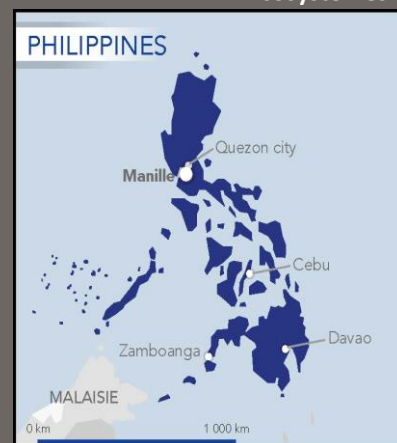 PHILIPPINES
Quezon city
Manille
Cebu
Zamboanga
Davao
MALAISIE
0 km 1 000 km